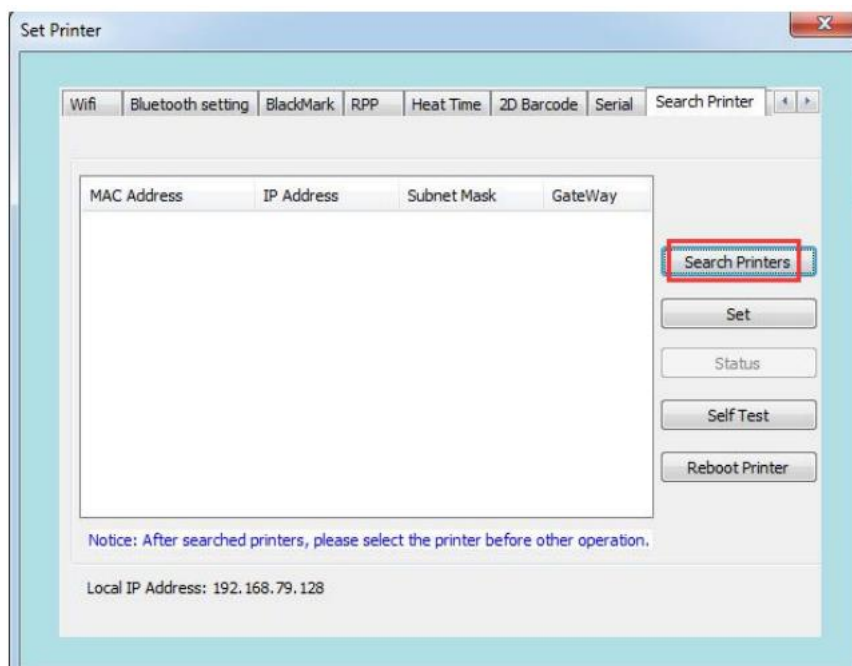 Set Printer
Wifi Bluetooth setting BlackMark RPP Heat Time 2D Barcode Serial Search Printer
MAC Address IP Address Subnet Mask GateWay
Search Printers
Set
Status
Self Test
Reboot Printer
Notice: After searched printers, please select the printer before other operation.
Local IP Address: 192.168.79.128